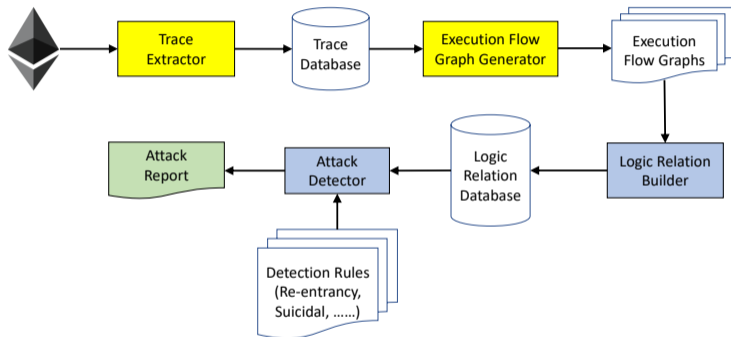 Trace
Extractor
Trace
Database
Execution Flow
Graph Generator
Execution
Flow Graphs
Attack
Report
Attack
Detector
Logic
Relation
Database
Logic Relation
Builder
Detection Rules
(Re-entrancy,
Suicidal, ……)